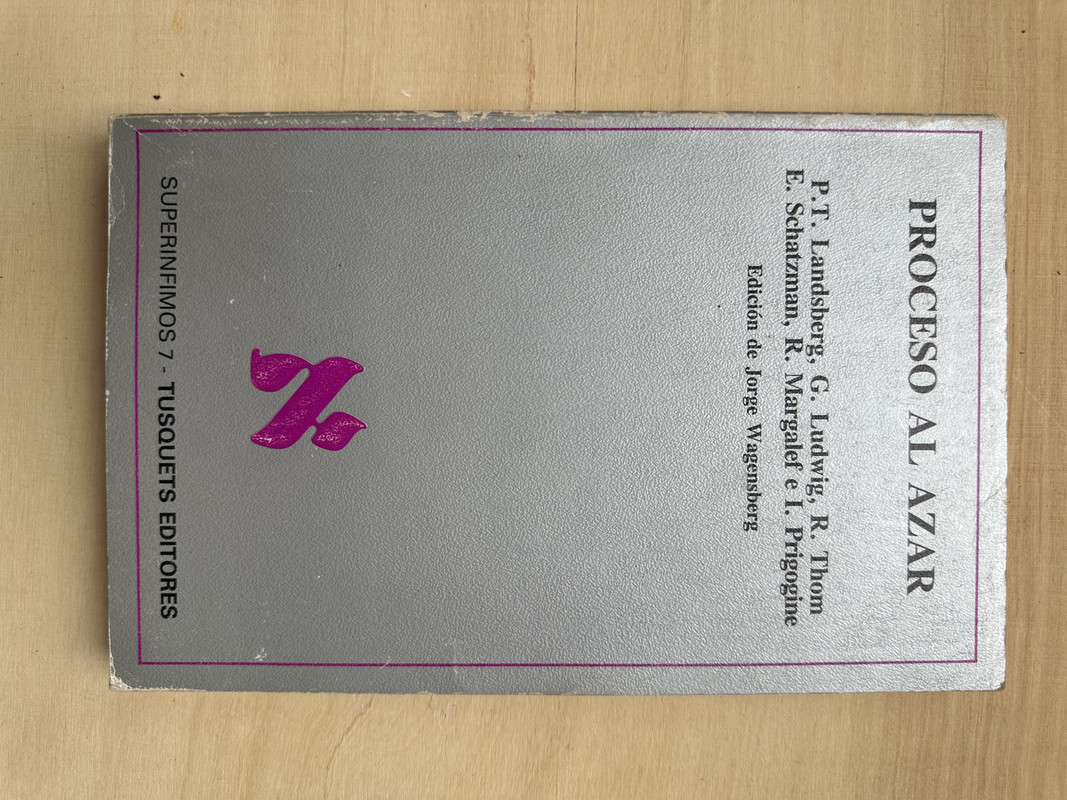 PROCESO AL AZAR
P.T. Landsberg, G. Ludwig, R. Thom
E. Schatzman, R. Margalef e I. Prigogine
Edición de Jorge Wagensberg
א
SUPERINFIMOS 7 - TUSQUETS EDITORES